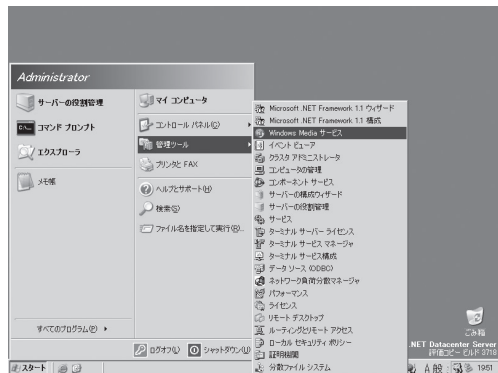 Administrator
サーバーの役割管理
コマンド プロンプト
エクスプローラ
メモ帳
すべてのプログラム(P)
マイ コンピュータ
コントロール パネル(C)
管理ツール
プリンタと FAX
ヘルプとサポート(H)
検索(S)
ファイル名を指定して実行(R)...
ログオフ(L)
シャットダウン(U)
Microsoft .NET Framework 1.1 ウィザード
Microsoft .NET Framework 1.1 構成
Windows Media サービス
イベント ビューア
クラスタ アドミニストレータ
コンピュータの管理
コンポーネント サービス
サーバーの構成ウィザード
サーバーの役割管理
サービス
ターミナル サーバー ライセンス
ターミナル サービス マネージャ
ターミナル サービス構成
データ ソース (ODBC)
ネットワーク負荷分散マネージャ
パフォーマンス
ライセンス
リモート デスクトップ
ルーティングとリモート アクセス
ローカル セキュリティ ポリシー
証明機関
分散ファイル システム
ごみ箱
.NET Datacenter Server
評価コピー ビルド 3718
スタート
A 般
19:51